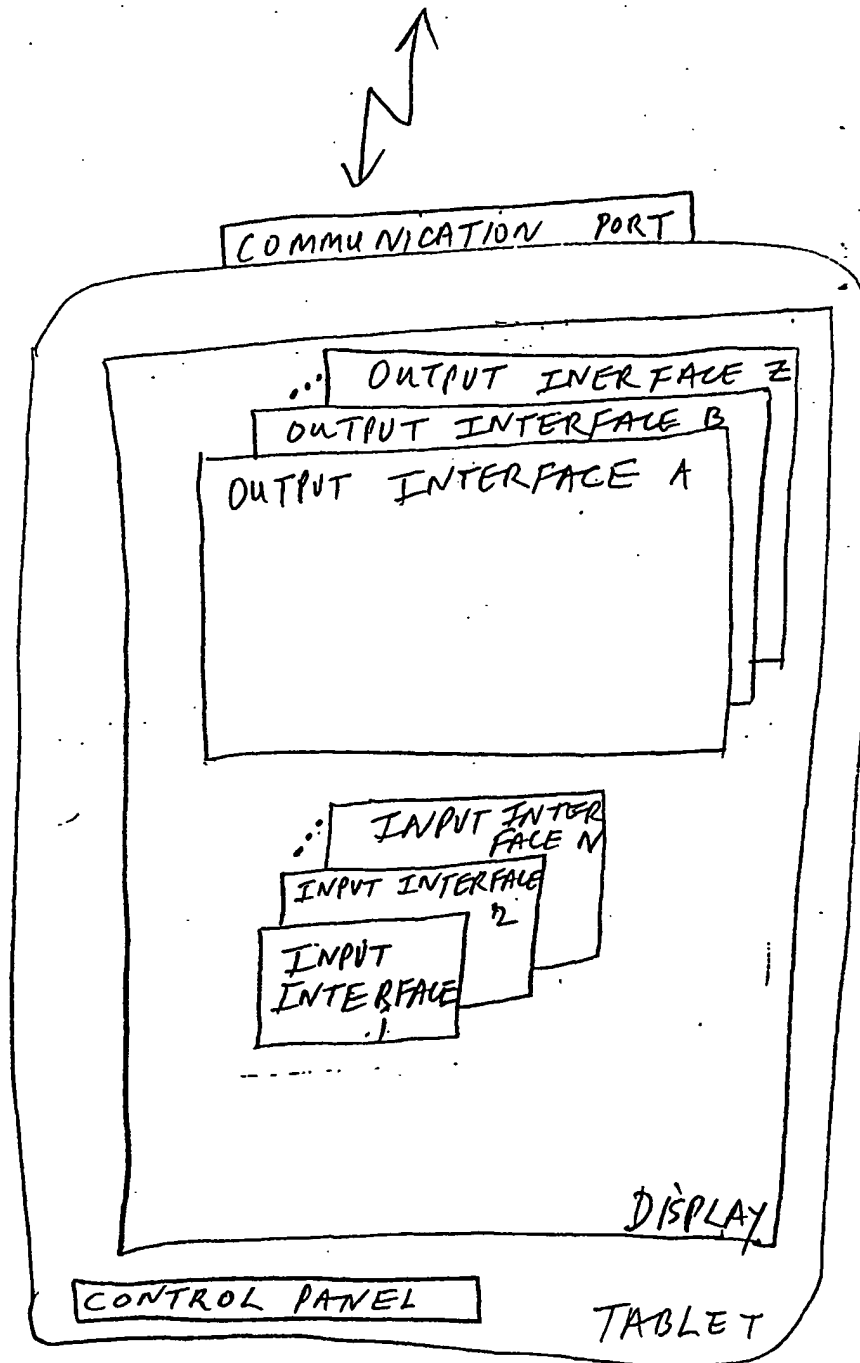 COMMUNICATION PORT
OUTPUT INERFACE Z
OUTPUT INTERFACE B
OUTPUT INTERFACE A
INPUT INTER
FACE N
INPUT INTERFACE
2
INPUT
INTERFACE
1
DISPLAY
CONTROL PANEL
TABLET